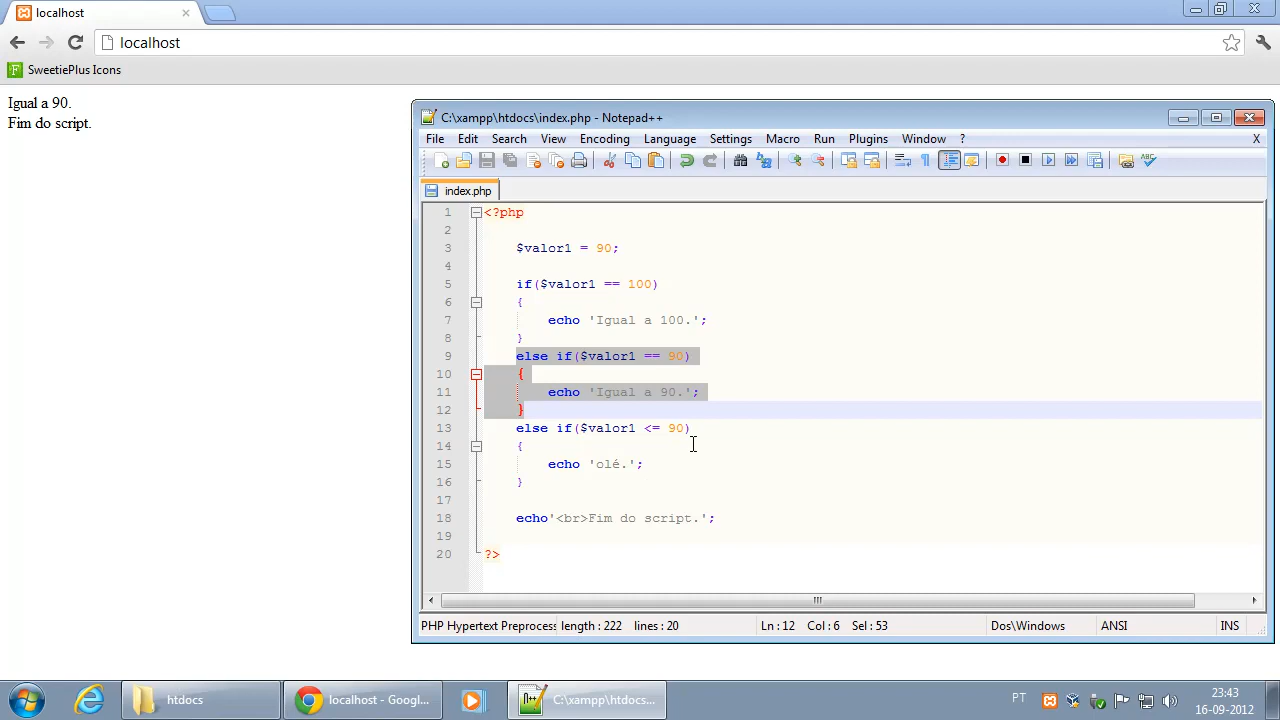 localhost
localhost
SweetiePlus Icons
Igual a 90.
Fim do script.
C:\xampp\htdocs\index.php - Notepad++
File Edit Search View Encoding Language Settings Macro Run Plugins Window ? X
index.php
1 <?php
2
3 $valor1 = 90;
4
5 if($valor1 == 100)
6 {
7 echo 'Igual a 100.';
8 }
9 else if($valor1 == 90)
10 {
11 echo 'Igual a 90.';
12 }
13 else if($valor1 <= 90)
14 {
15 echo 'olé.';
16 }
17
18 echo'<br>Fim do script.';
19
20 ?>
PHP Hypertext Preprocess length : 222 lines : 20 Ln : 12 Col : 6 Sel : 53 Dos\Windows ANSI INS
htdocs localhost - Googl... C:\xampp\htdocs... PT 23:43
16-09-2012